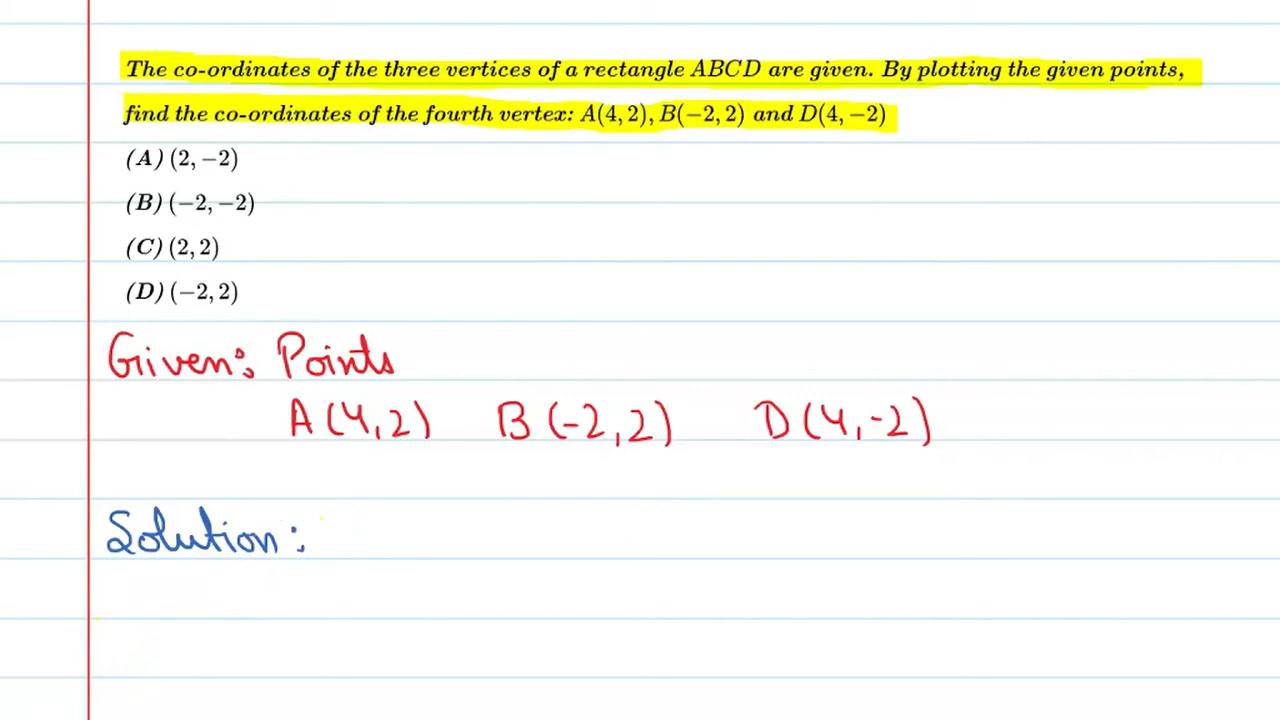 The co-ordinates of the three vertices of a rectangle ABCD are given. By plotting the given points,
find the co-ordinates of the fourth vertex: A(4, 2), B(−2, 2) and D(4, −2)
(A) (2, −2)
(B) (−2, −2)
(C) (2, 2)
(D) (−2, 2)
Given: Points
A (4,2) B (-2,2) D (4,-2)
Solution: